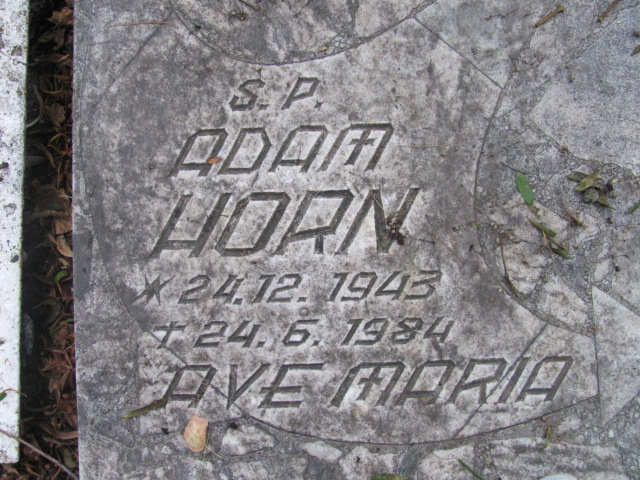 S. P.
ADAM
HORN
* 24.12. 1943
† 24. 6. 1984
AVE MARIA